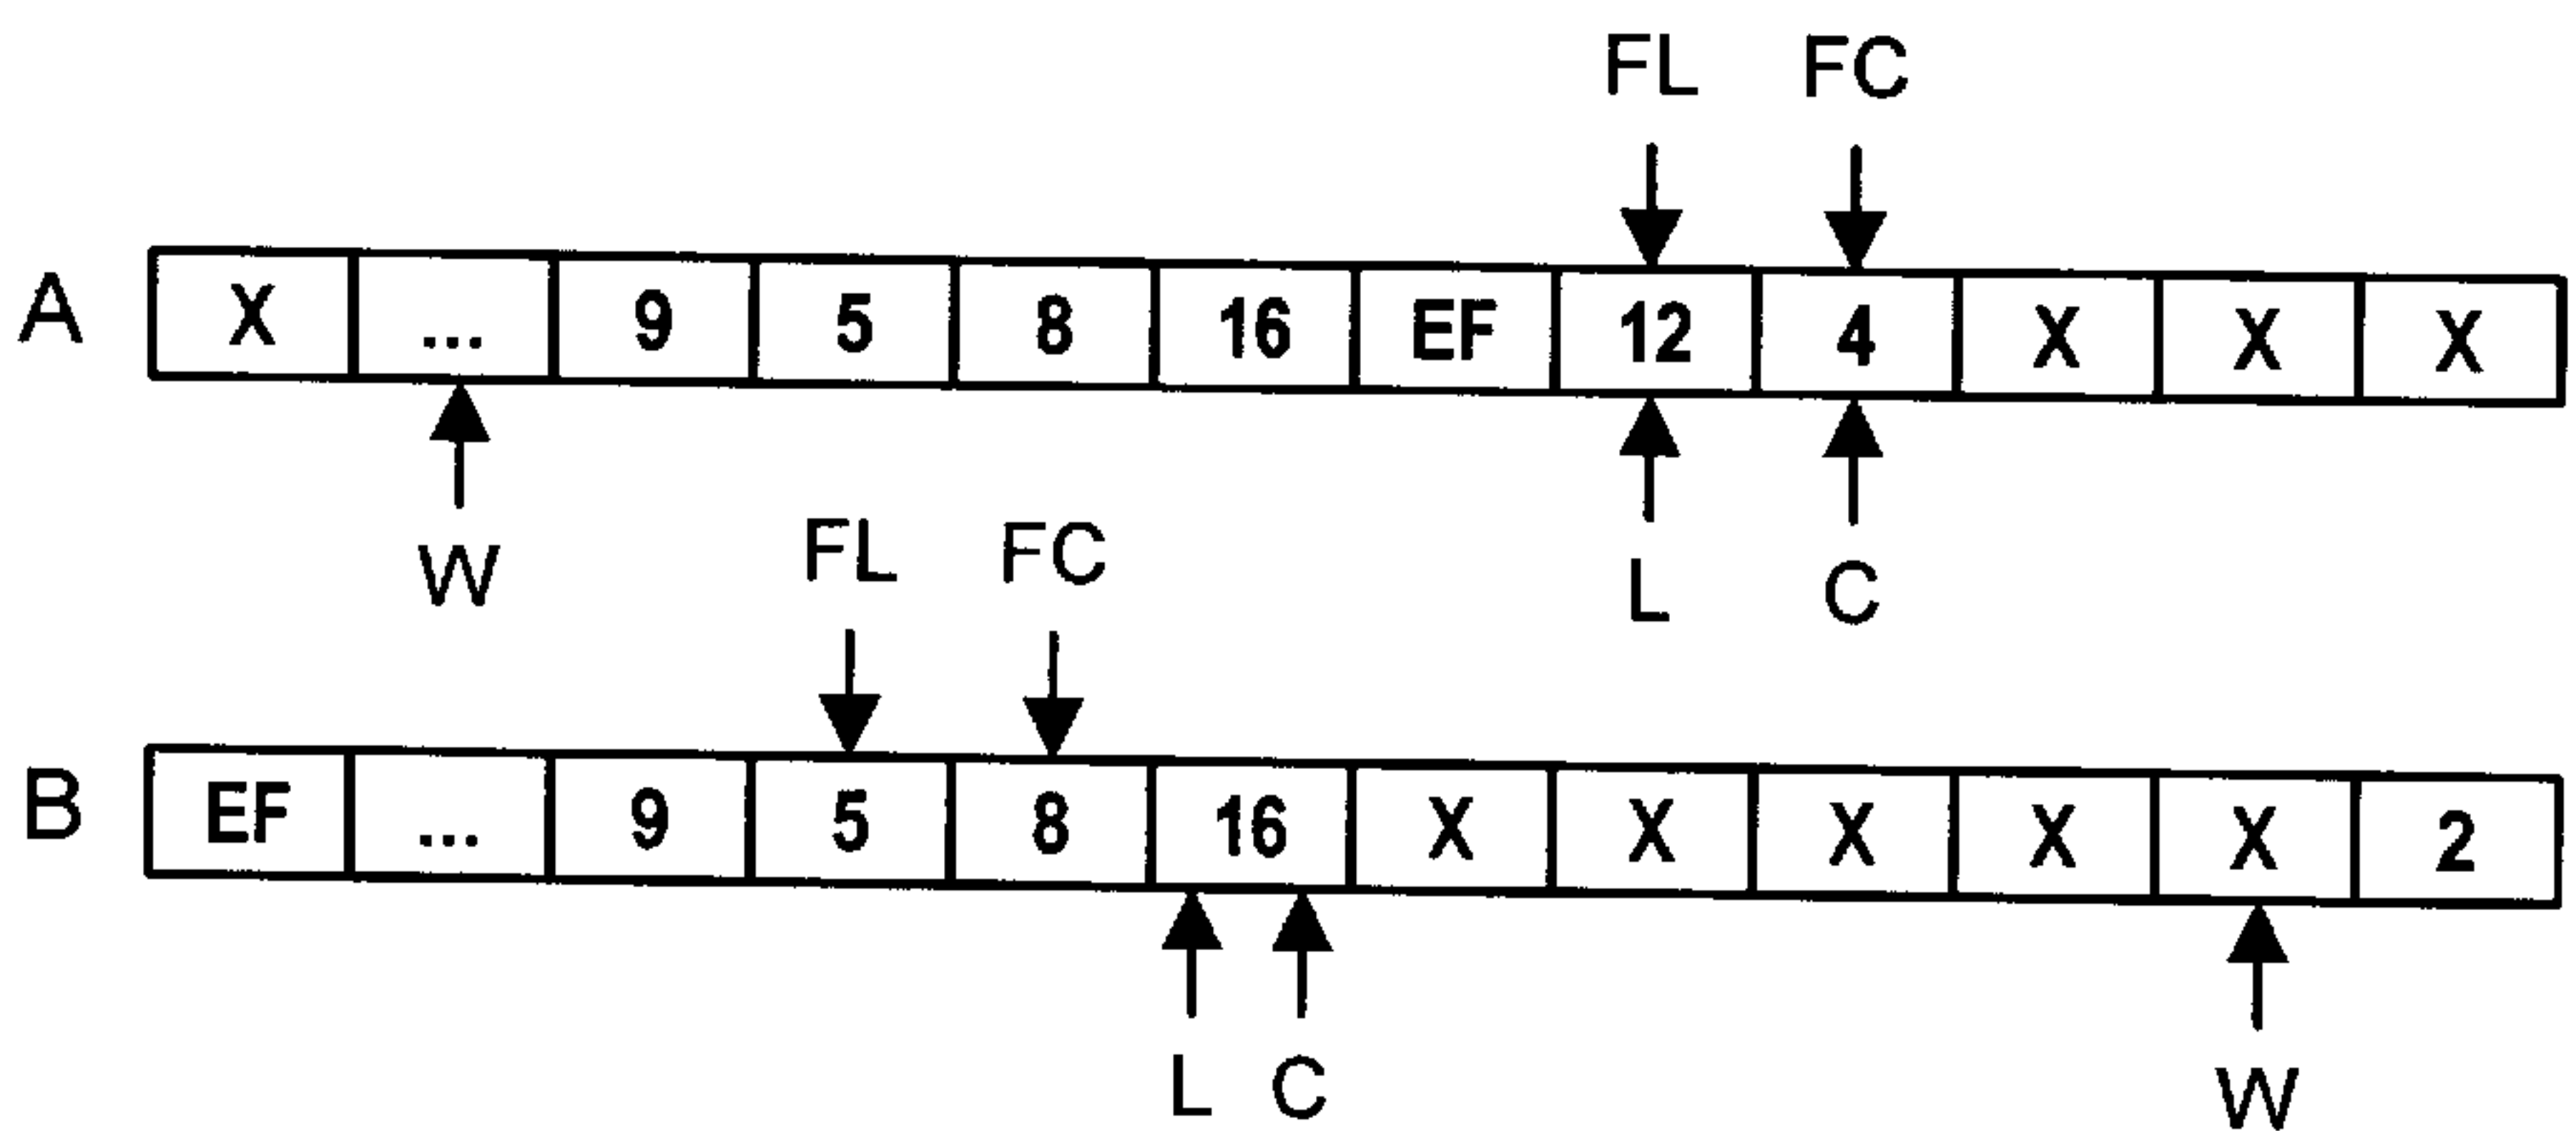 FL FC
A X ... 9 5 8 16 EF 12 4 X X X
W L C
FL FC
B EF ... 9 5 8 16 X X X X X 2
L C W